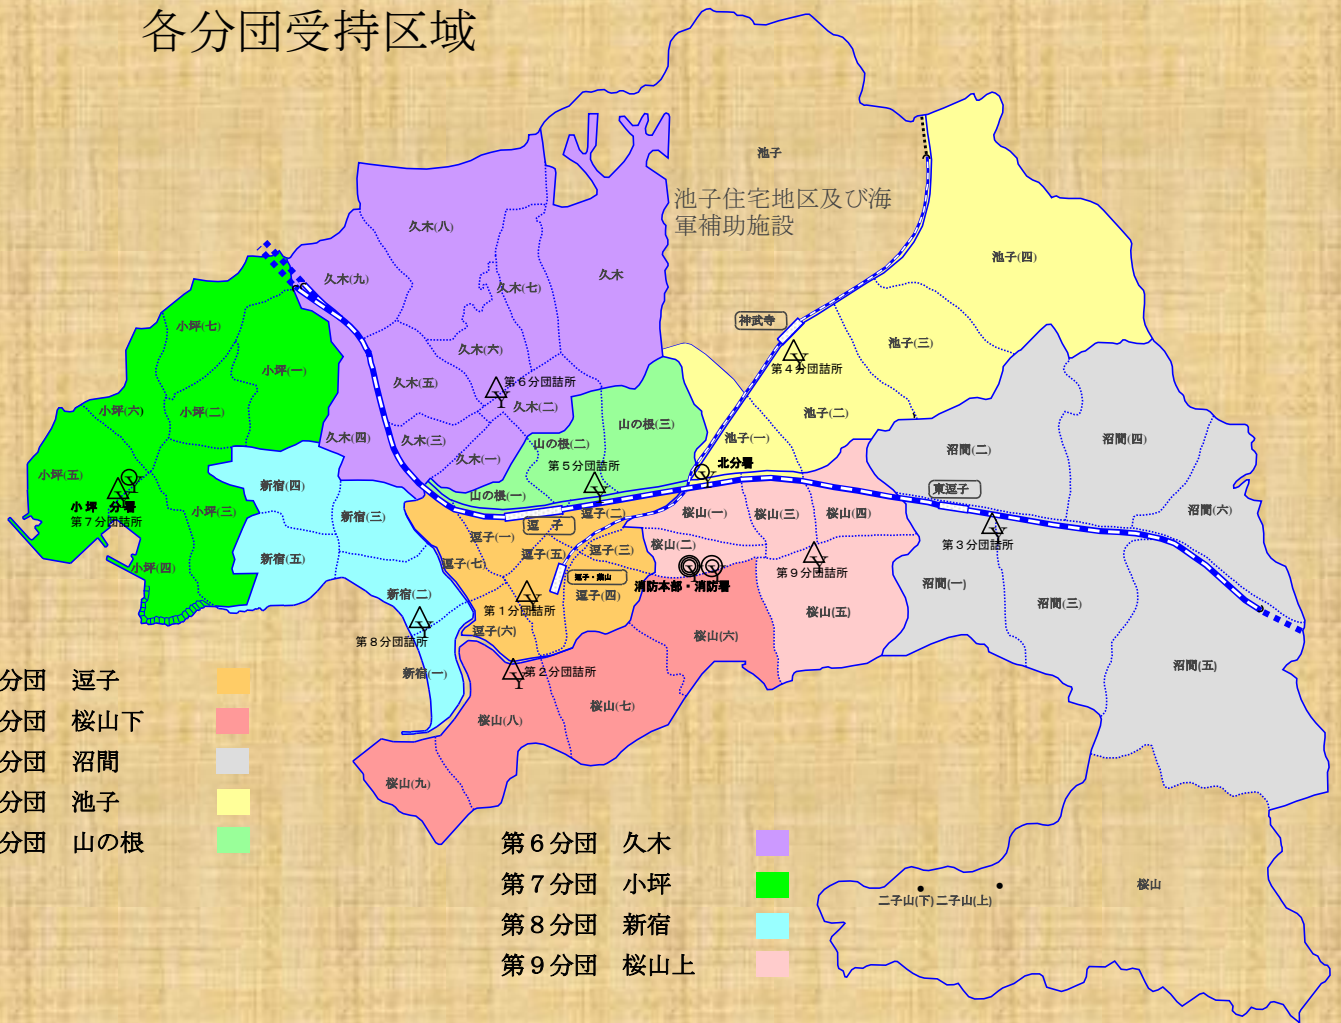 各分団受持区域
池子
池子住宅地区及び海
軍補助施設
久木(八)
池子(四)
久木(九)
久木(七)
久木
小坪(七)
神武寺
久木(六)
池子(三)
小坪(一)
第４分団詰所
久木(五)
第６分団詰所
久木(二)
小坪(六)
小坪(二)
池子(二)
山の根(三)
久木(四)
久木(三)
山の根(二)
池子(一)
沼間(二)
沼間(四)
久木(一)
第５分団詰所
北分署
小坪(五)
新宿(四)
山の根(一)
東逗子
小坪 分署
第７分団詰所
小坪(三)
新宿(三)
逗子(二)
桜山(一)
桜山(三)
桜山(四)
沼間(六)
逗 子
逗子(一)
第３分団詰所
新宿(五)
逗子(七)
逗子(五)
逗子(三)
桜山(二)
小坪(四)
逗子・葉山
第９分団詰所
消防本部・消防署
沼間(一)
新宿(二)
逗子(四)
第１分団詰所
桜山(五)
沼間(三)
第８分団詰所
逗子(六)
桜山(六)
新宿(一)
第２分団詰所
沼間(五)
桜山(七)
桜山(八)
桜山(九)
分団 逗子
分団 桜山下
分団 沼間
分団 池子
分団 山の根
第６分団 久木
第７分団 小坪
第８分団 新宿
第９分団 桜山上
桜山
二子山(下) 二子山(上)